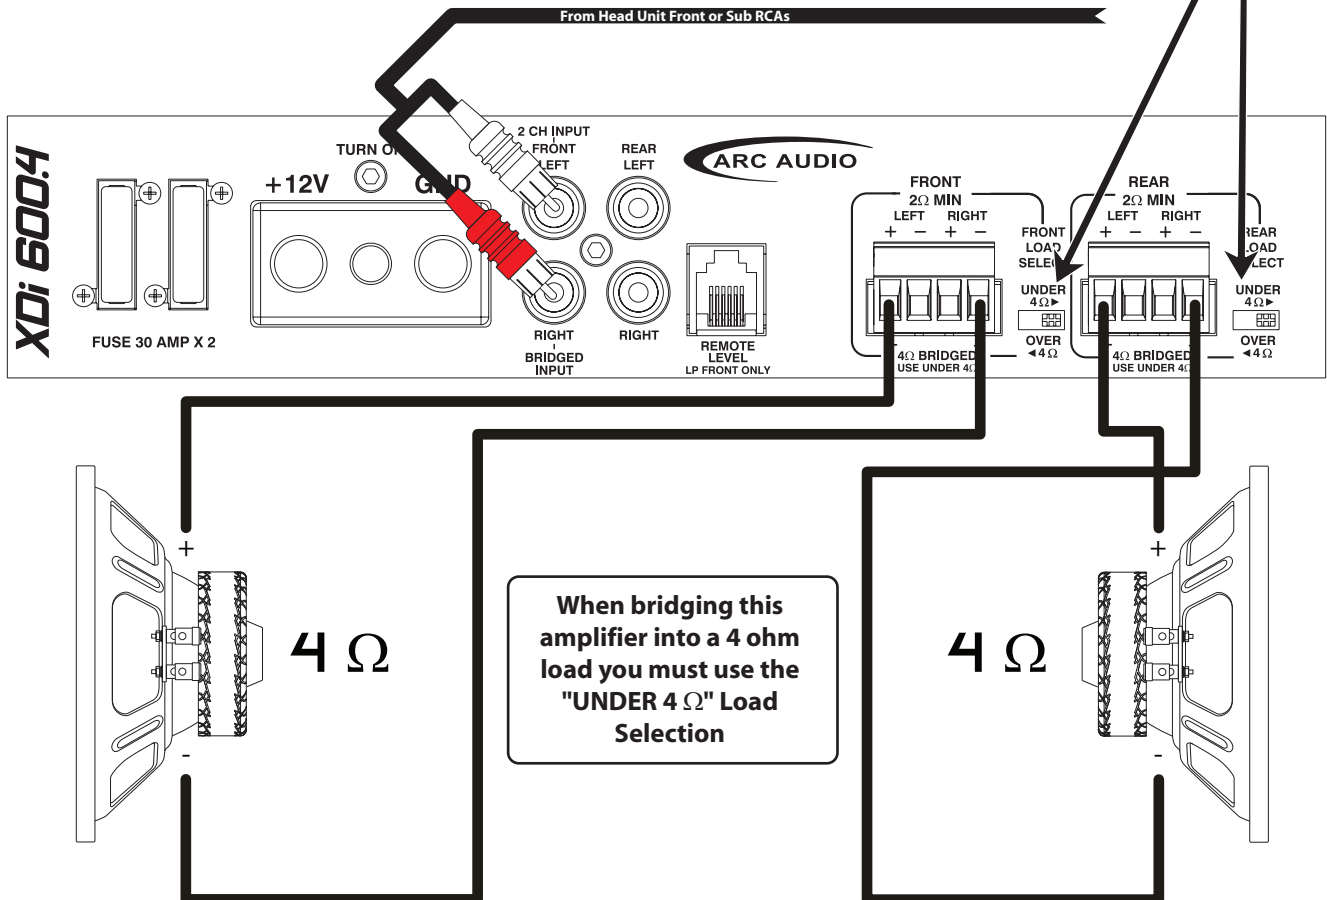 From Head Unit Front or Sub RCAs
XDi 600.4
FUSE 30 AMP X 2
TURN O
+12V
GND
2 CH INPUT
FRONT
LEFT
REAR
LEFT
RIGHT
BRIDGED
INPUT
RIGHT
ARC AUDIO
REMOTE
LEVEL
LP FRONT ONLY
FRONT
2Ω MIN
LEFT RIGHT
+ − + −
4Ω BRIDGED
USE UNDER 4Ω
FRONT
LOAD
SELECT
UNDER
4Ω►
OVER
◄4Ω
REAR
2Ω MIN
LEFT RIGHT
+ − + −
4Ω BRIDGED
USE UNDER 4Ω
REAR
LOAD
SELECT
UNDER
4Ω►
OVER
◄4Ω
+
4 Ω
-
When bridging this
amplifier into a 4 ohm
load you must use the
"UNDER 4 Ω" Load
Selection
+
4 Ω
-